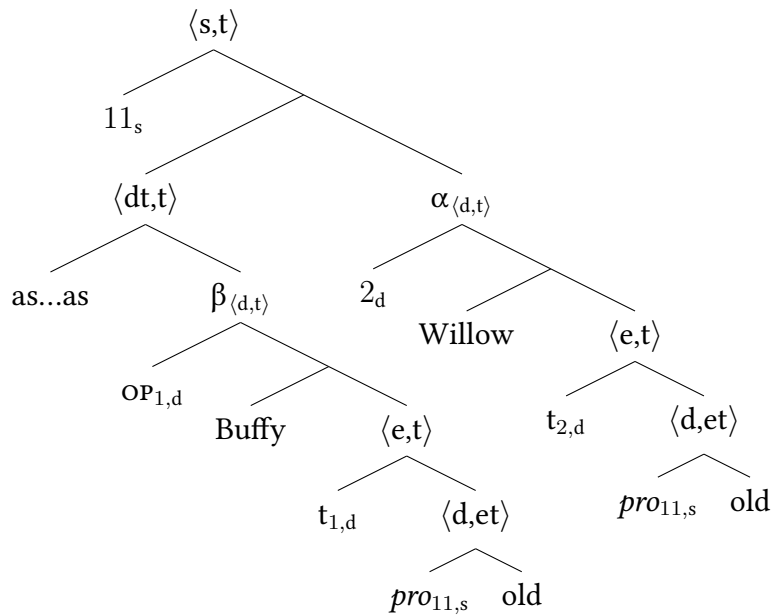 ⟨s,t⟩
11ₛ
⟨dt,t⟩ α⟨d,t⟩
as...as β⟨d,t⟩ 2d Willow ⟨e,t⟩
OP1,d Buffy ⟨e,t⟩ t2,d ⟨d,et⟩
t1,d ⟨d,et⟩ pro11,s old
pro11,s old